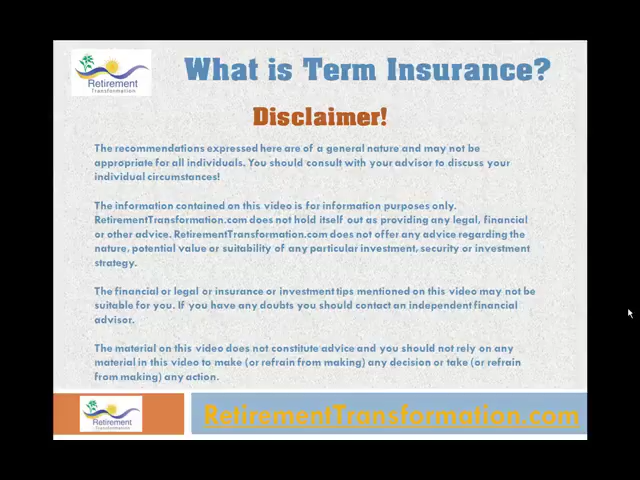 Retirement
Transformation
What is Term Insurance?
Disclaimer!
The recommendations expressed here are of a general nature and may not be
appropriate for all individuals. You should consult with your advisor to discuss your
individual circumstances!
The information contained on this video is for information purposes only.
RetirementTransformation.com does not hold itself out as providing any legal, financial
or other advice. RetirementTransformation.com does not offer any advice regarding the
nature, potential value or suitability of any particular investment, security or investment
strategy.
The financial or legal or insurance or investment tips mentioned on this video may not be
suitable for you. If you have any doubts you should contact an independent financial
advisor.
The material on this video does not constitute advice and you should not rely on any
material in this video to make (or refrain from making) any decision or take (or refrain
from making) any action.
Retirement
Transformation
RetirementTransformation.com